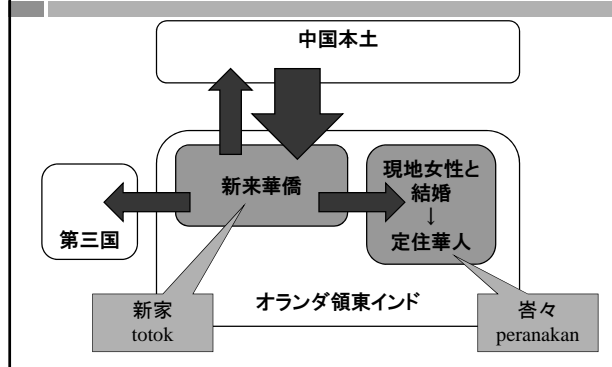 中国本土
新来華僑
現地女性と
結婚
↓
定住華人
第三国
オランダ領東インド
新家
totok
峇々
peranakan